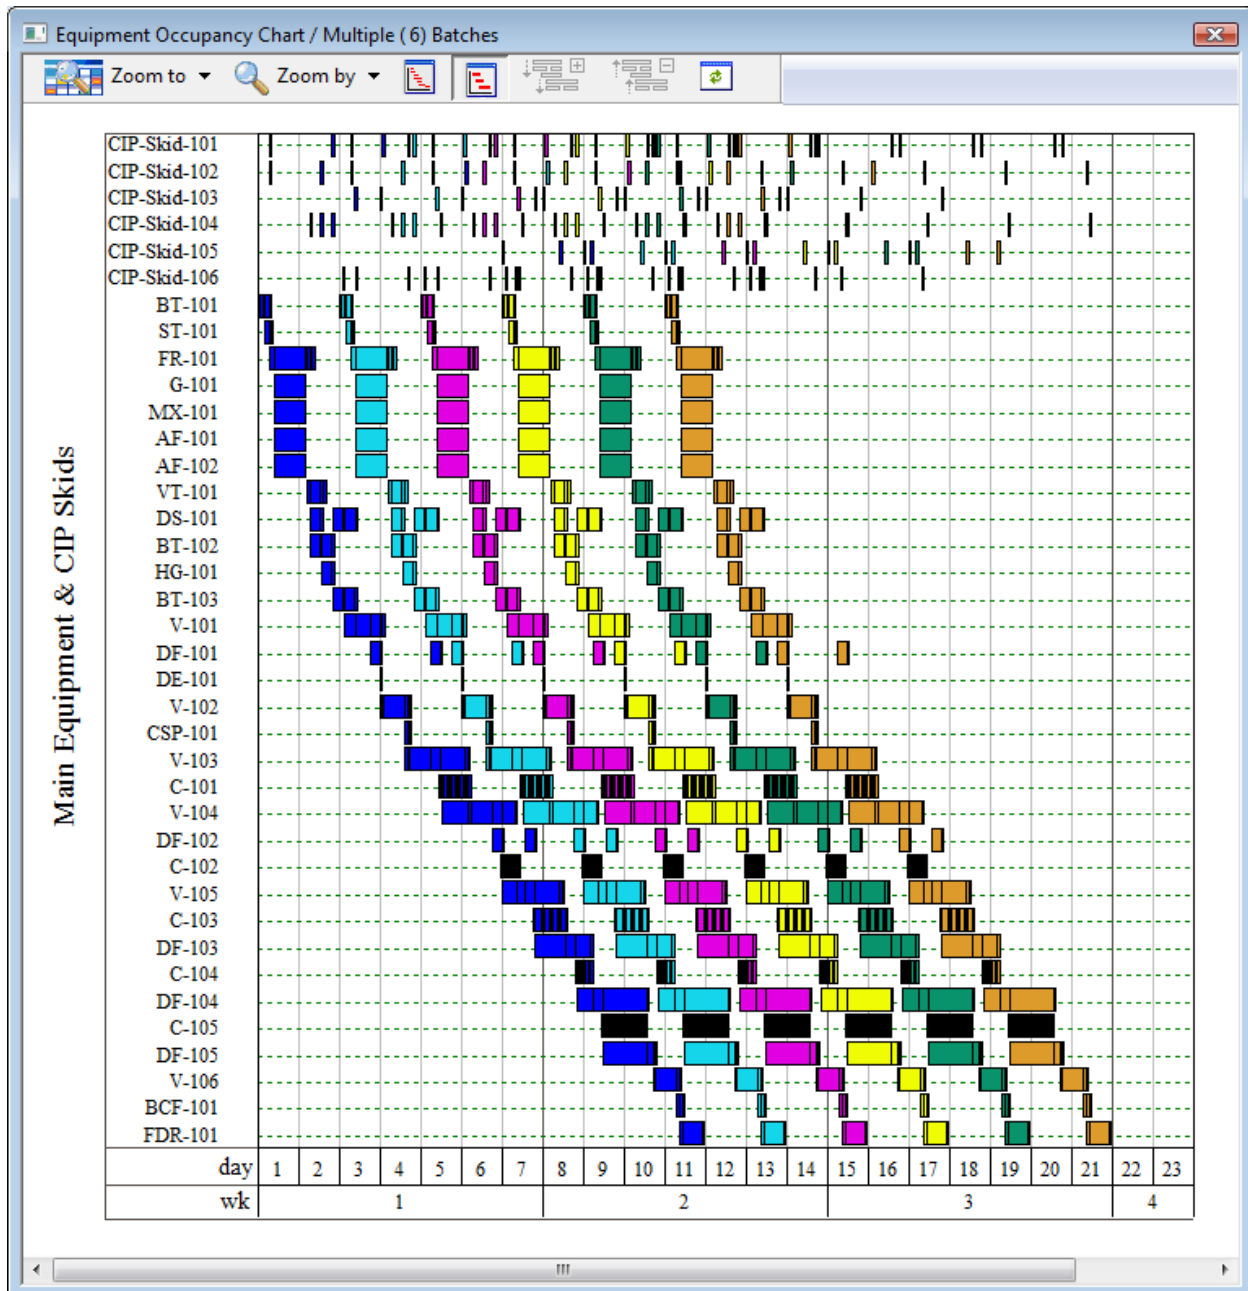 Equipment Occupancy Chart / Multiple ( 6) Batches
Zoom to Zoom by
Main Equipment & CIP Skids
CIP-Skid-101
CIP-Skid-102
CIP-Skid-103
CIP-Skid-104
CIP-Skid-105
CIP-Skid-106
BT-101
ST-101
FR-101
G-101
MX-101
AF-101
AF-102
VT-101
DS-101
BT-102
HG-101
BT-103
V-101
DF-101
DE-101
V-102
CSP-101
V-103
C-101
V-104
DF-102
C-102
V-105
C-103
DF-103
C-104
DF-104
C-105
DF-105
V-106
BCF-101
FDR-101
day 1 2 3 4 5 6 7 8 9 10 11 12 13 14 15 16 17 18 19 20 21 22 23
wk 1 2 3 4